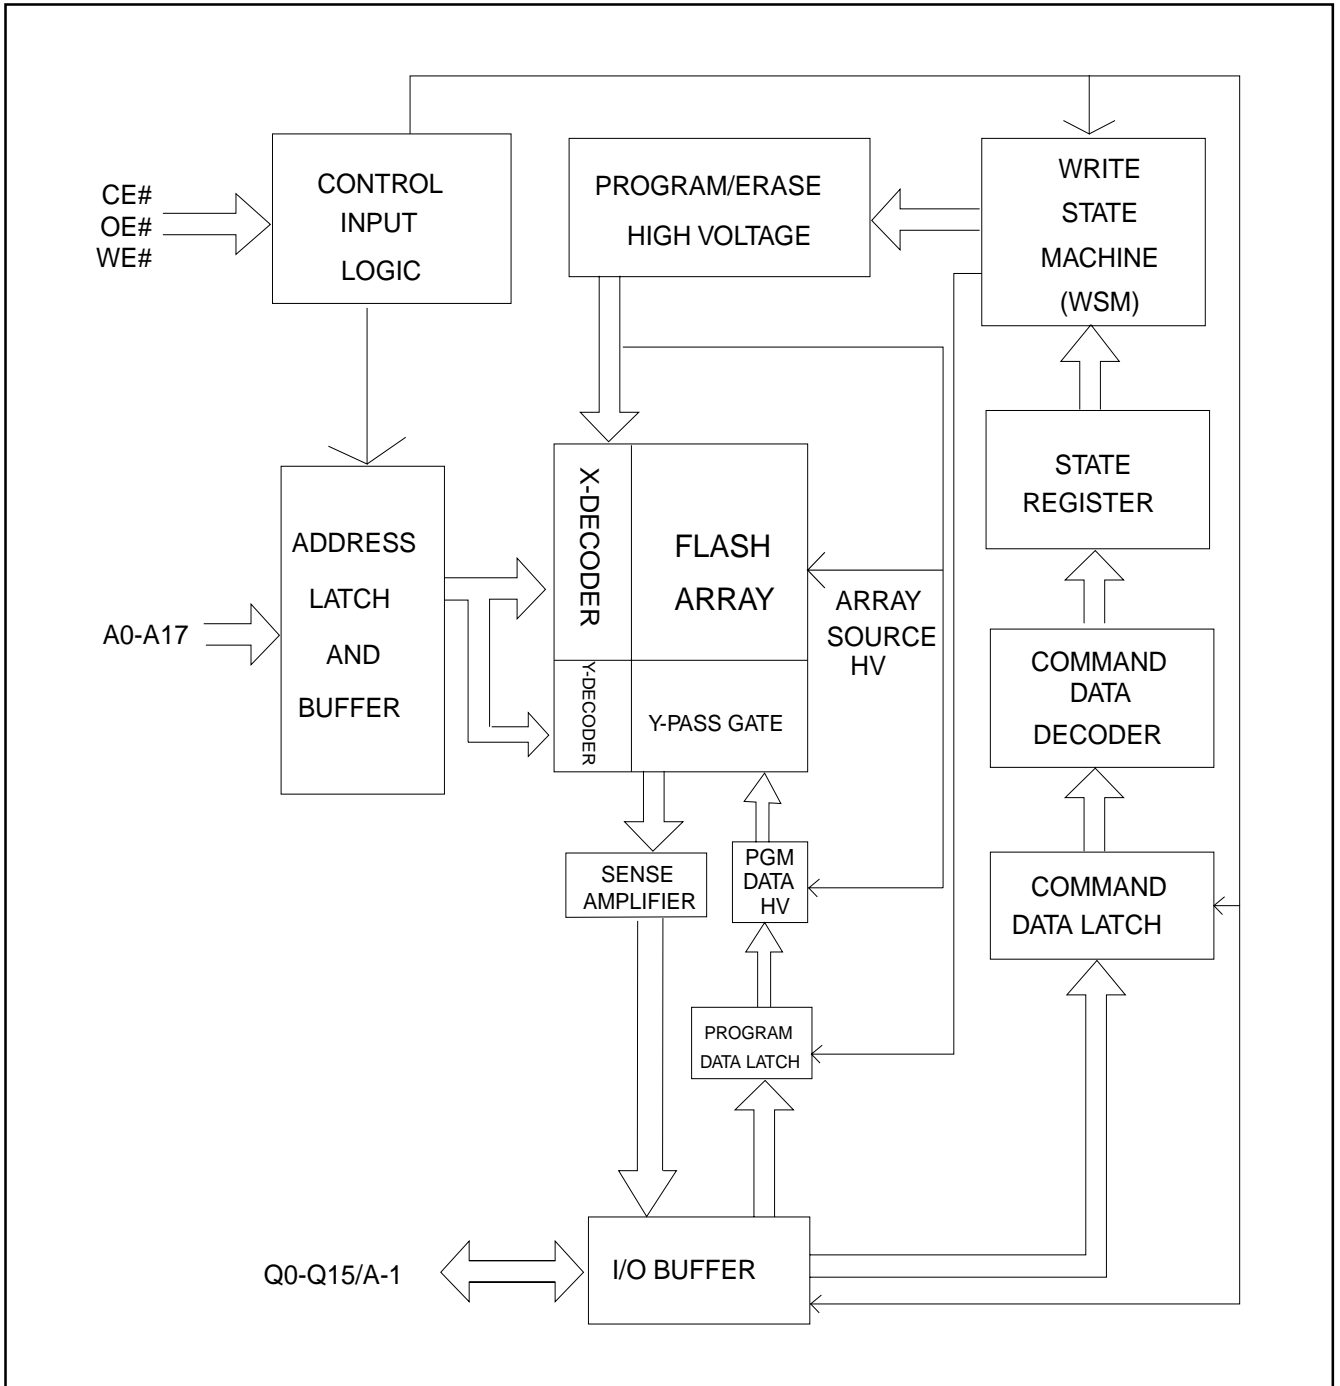 CE#
OE#
WE#
CONTROL
INPUT
LOGIC
PROGRAM/ERASE
HIGH VOLTAGE
WRITE
STATE
MACHINE
(WSM)
STATE
REGISTER
A0-A17
ADDRESS
LATCH
AND
BUFFER
X-DECODER
FLASH
ARRAY
Y-DECODER
Y-PASS GATE
ARRAY
SOURCE
HV
COMMAND
DATA
DECODER
SENSE
AMPLIFIER
PGM
DATA
HV
COMMAND
DATA LATCH
PROGRAM
DATA LATCH
Q0-Q15/A-1
I/O BUFFER